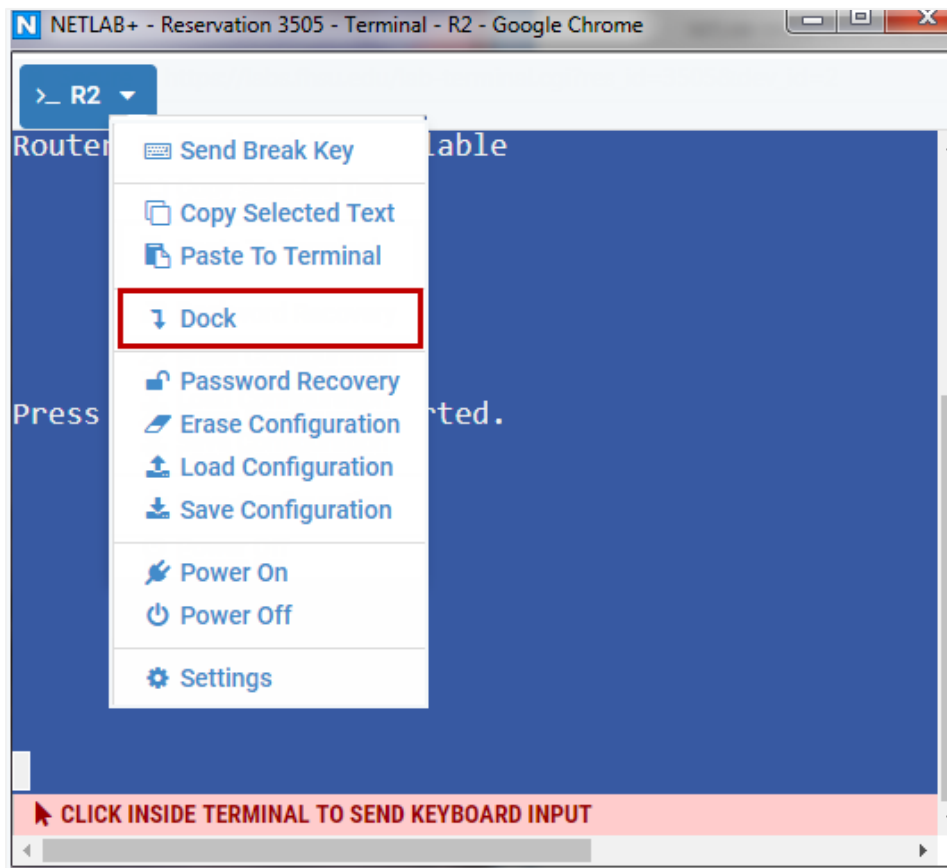 NETLAB+ - Reservation 3505 - Terminal - R2 - Google Chrome
>_ R2
Router lable
Send Break Key
Copy Selected Text
Paste To Terminal
Dock
Password Recovery
Press rted.
Erase Configuration
Load Configuration
Save Configuration
Power On
Power Off
Settings
CLICK INSIDE TERMINAL TO SEND KEYBOARD INPUT